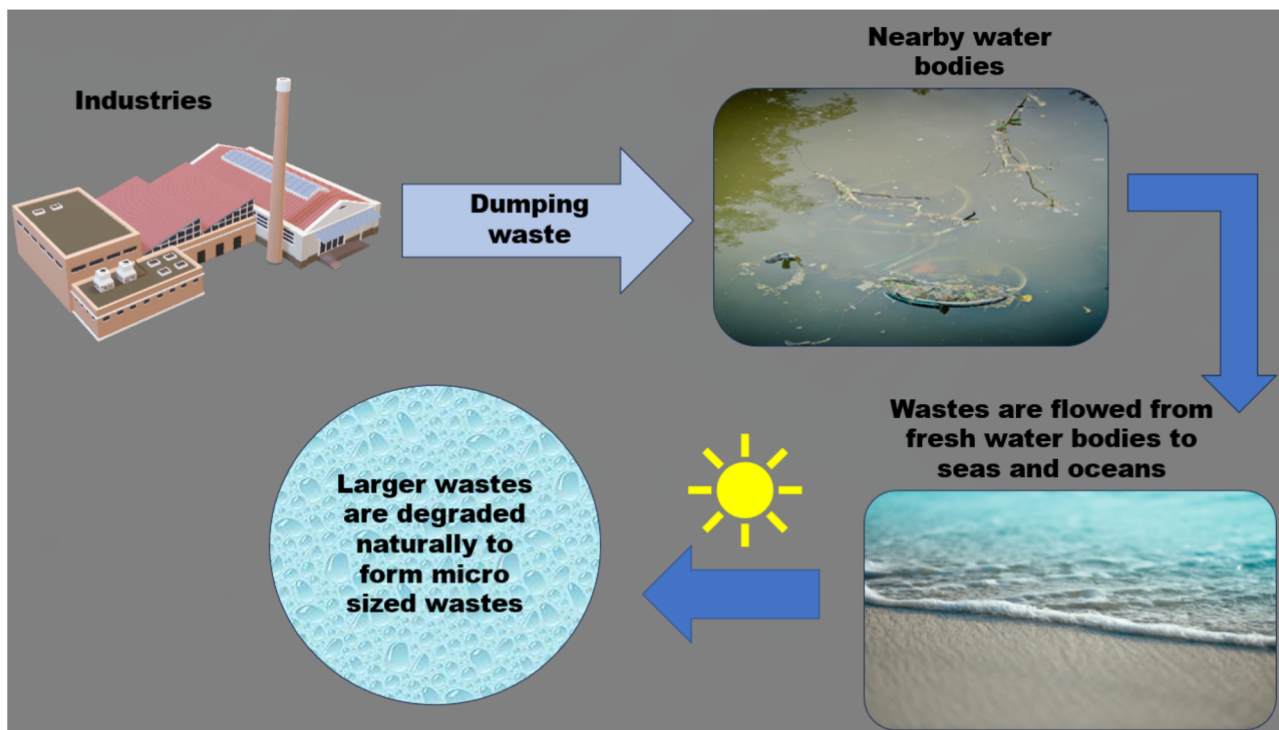 Industries
Dumping
waste
Nearby water
bodies
Wastes are flowed from
fresh water bodies to
seas and oceans
Larger wastes
are degraded
naturally to
form micro
sized wastes